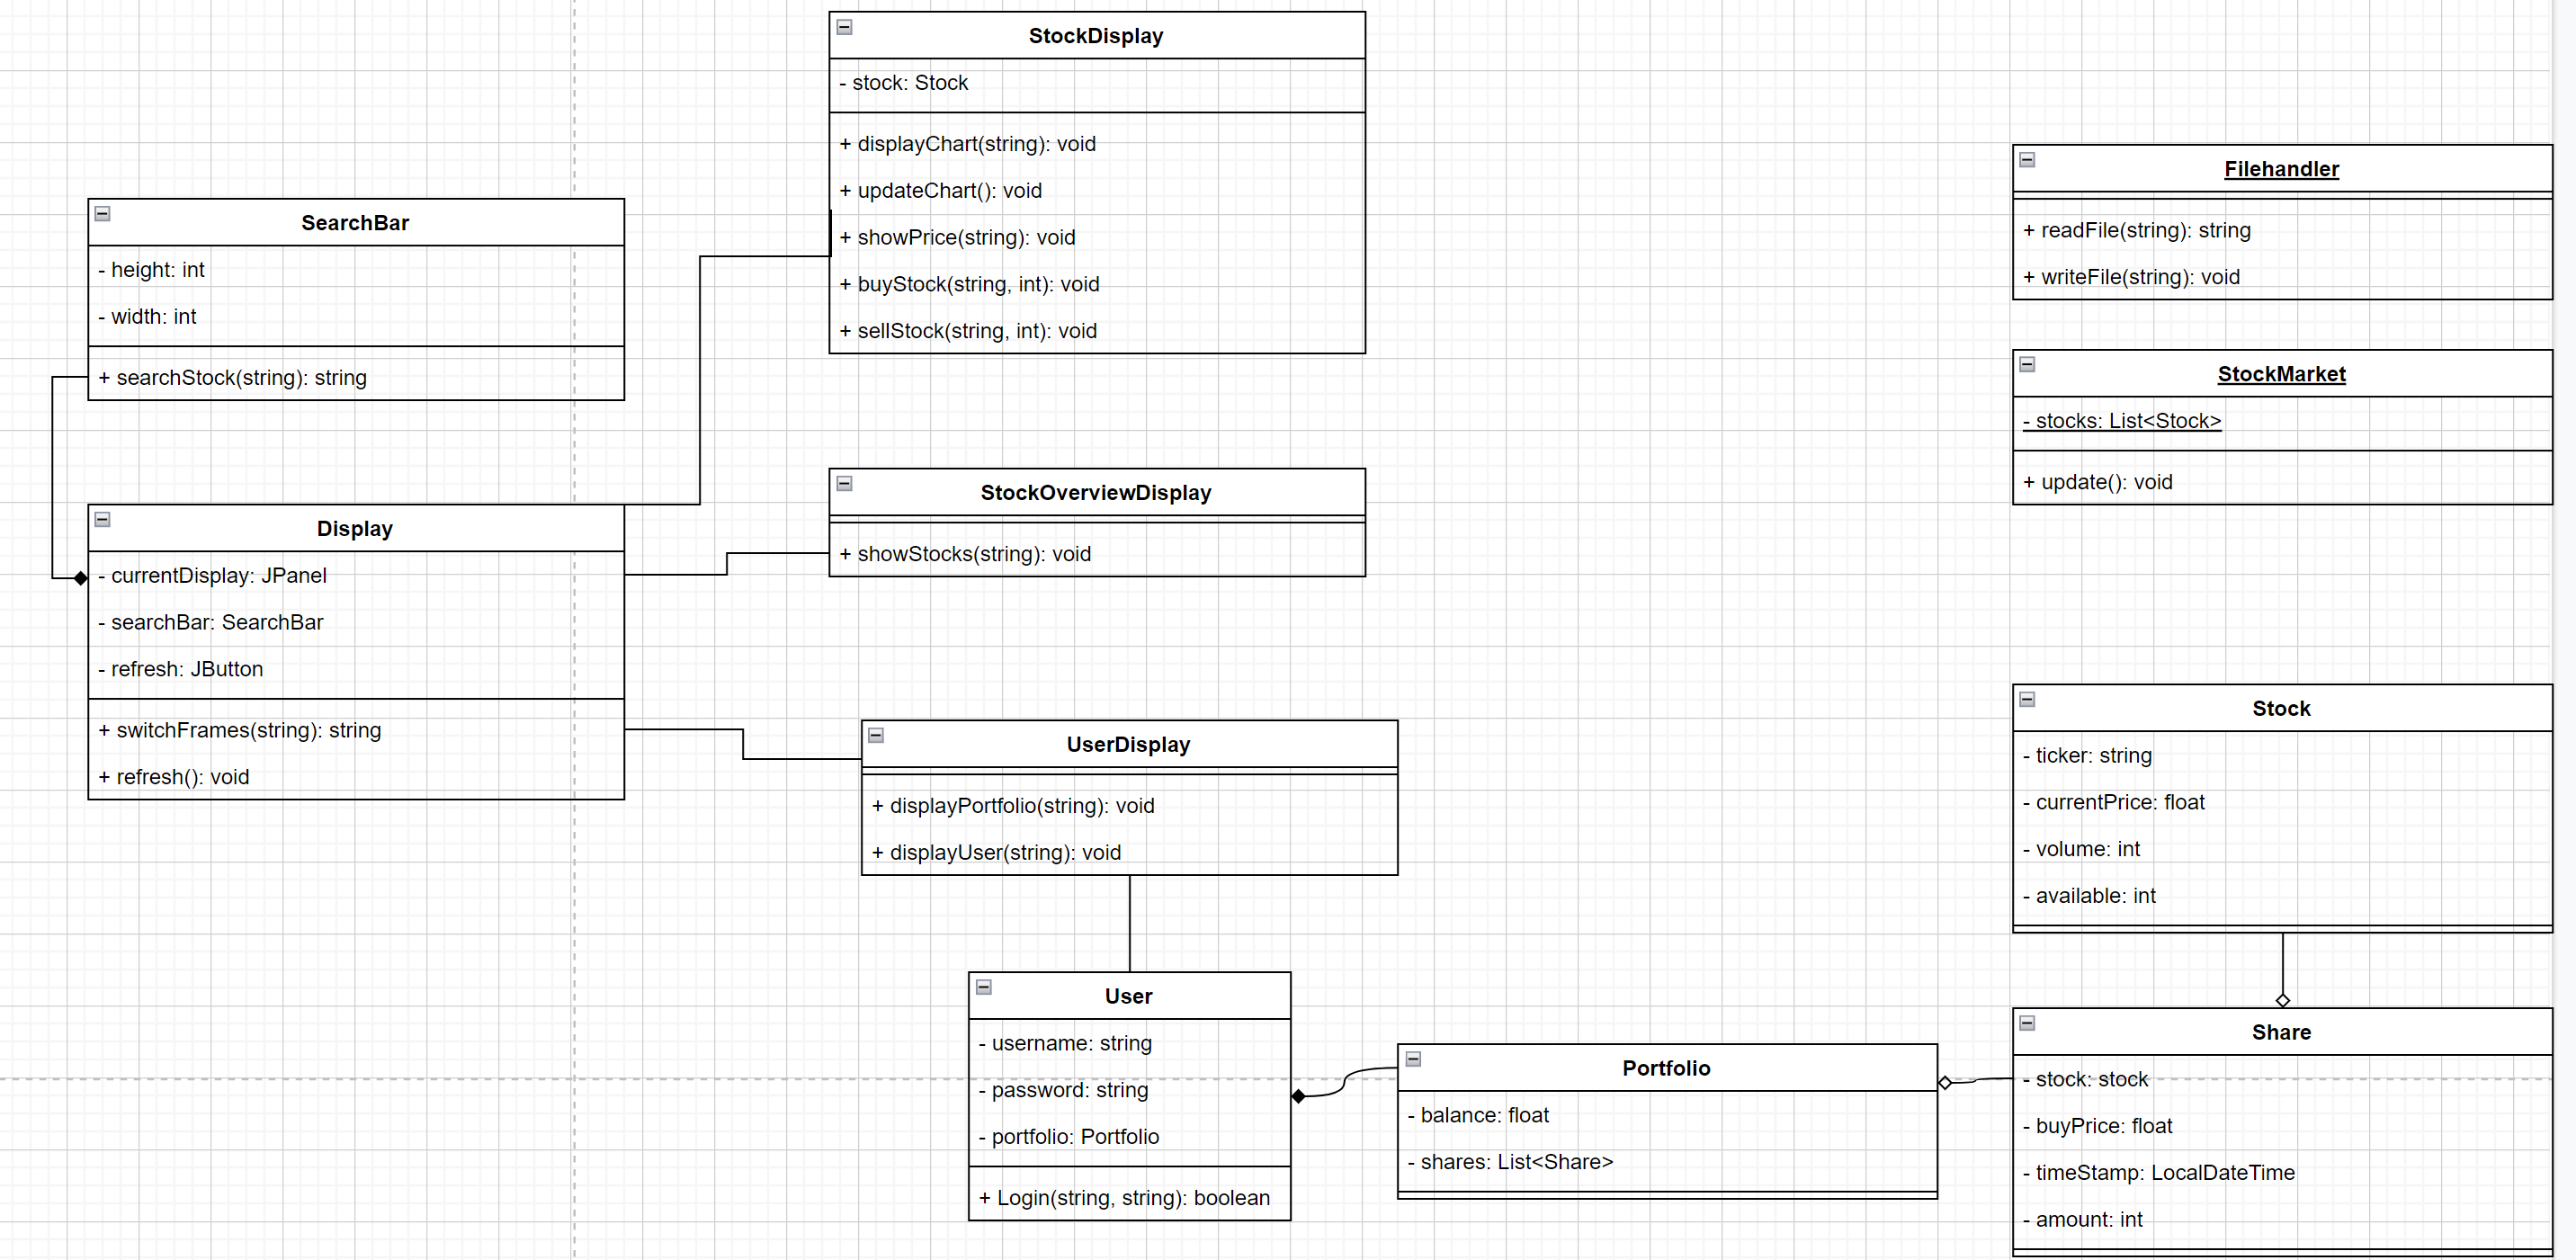 StockDisplay
- stock: Stock
+ displayChart(string): void
+ updateChart(): void
+ showPrice(string): void
+ buyStock(string, int): void
+ sellStock(string, int): void
Filehandler
+ readFile(string): string
+ writeFile(string): void
SearchBar
- height: int
- width: int
+ searchStock(string): string
StockMarket
- stocks: List<Stock>
+ update(): void
StockOverviewDisplay
+ showStocks(string): void
Display
- currentDisplay: JPanel
- searchBar: SearchBar
- refresh: JButton
+ switchFrames(string): string
+ refresh(): void
UserDisplay
+ displayPortfolio(string): void
+ displayUser(string): void
Stock
- ticker: string
- currentPrice: float
- volume: int
- available: int
User
- username: string
- password: string
- portfolio: Portfolio
+ Login(string, string): boolean
Portfolio
- balance: float
- shares: List<Share>
Share
- stock: stock
- buyPrice: float
- timeStamp: LocalDateTime
- amount: int